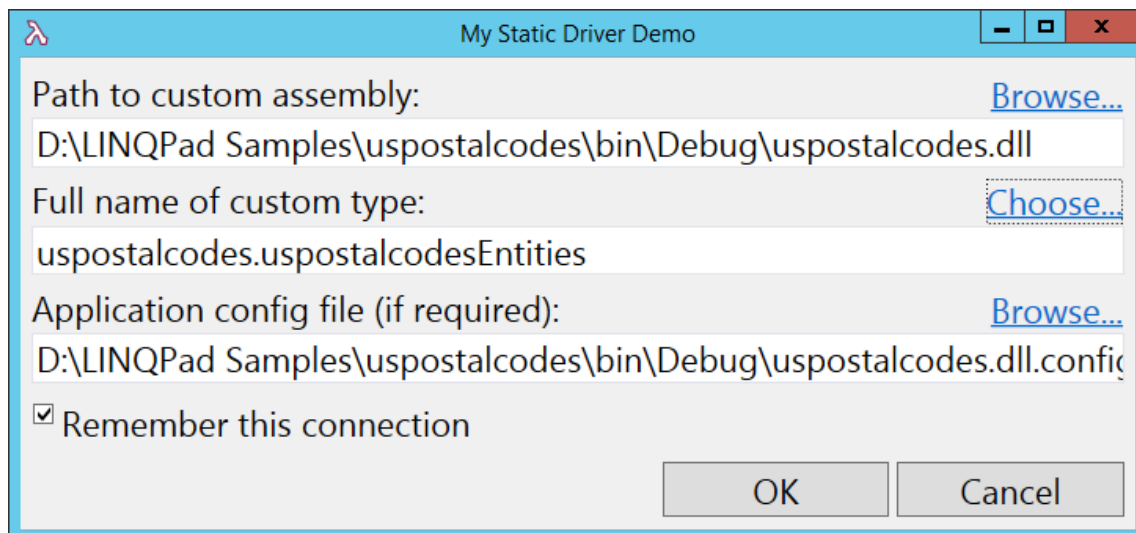 My Static Driver Demo
Path to custom assembly: Browse...
D:\LINQPad Samples\uspostalcodes\bin\Debug\uspostalcodes.dll
Full name of custom type: Choose...
uspostalcodes.uspostalcodesEntities
Application config file (if required): Browse...
D:\LINQPad Samples\uspostalcodes\bin\Debug\uspostalcodes.dll.config
Remember this connection
OK Cancel